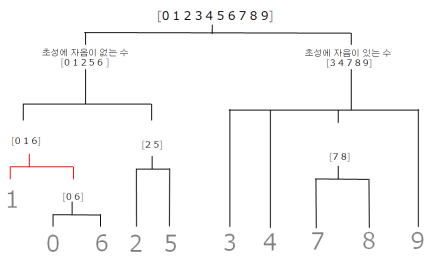 [0 1 2 3 4 5 6 7 8 9]
초성에 자음이 없는 수
[0 1 2 5 6 ]
초성에 자음이 있는 수
[3 4 7 8 9]
[0 1 6]
[2 5]
[7 8]
1
[0 6]
0 6 2 5 3 4 7 8 9